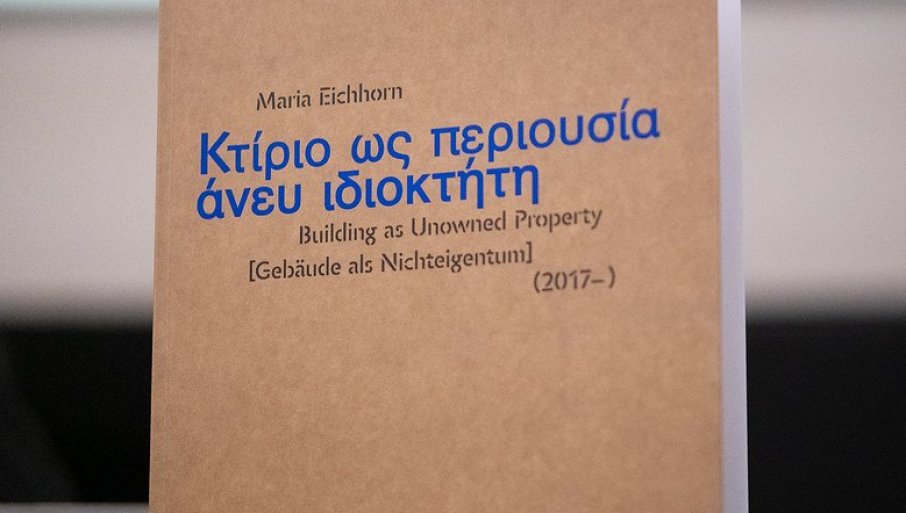 Maria Eichhorn
Κτίριο ως περιουσία
άνευ ιδιοκτήτη
Building as Unowned Property
[Gebäude als Nichteigentum]
(2017– )